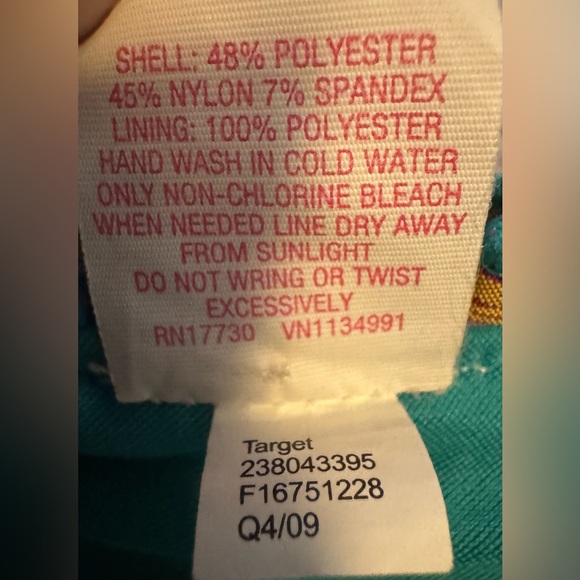 SHELL: 48% POLYESTER
45% NYLON 7% SPANDEX
LINING: 100% POLYESTER
HAND WASH IN COLD WATER
ONLY NON-CHLORINE BLEACH
WHEN NEEDED LINE DRY AWAY
FROM SUNLIGHT
DO NOT WRING OR TWIST
EXCESSIVELY
RN17730 VN1134991
Target
238043395
F16751228
Q4/09